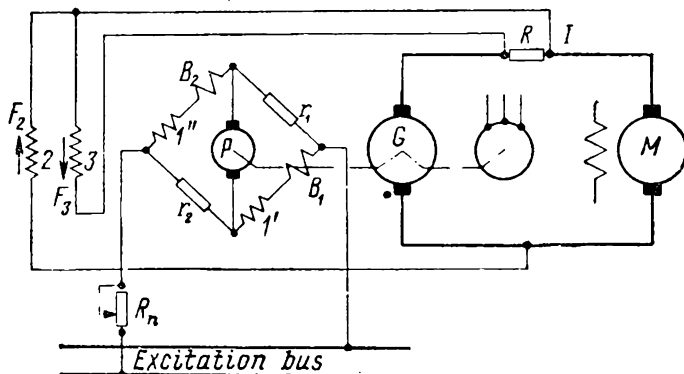 R I
B₂
r₁
F₂
1"
P
G
M
2
3
F₃
r₂
B₁
1'
Rₙ
Excitation bus